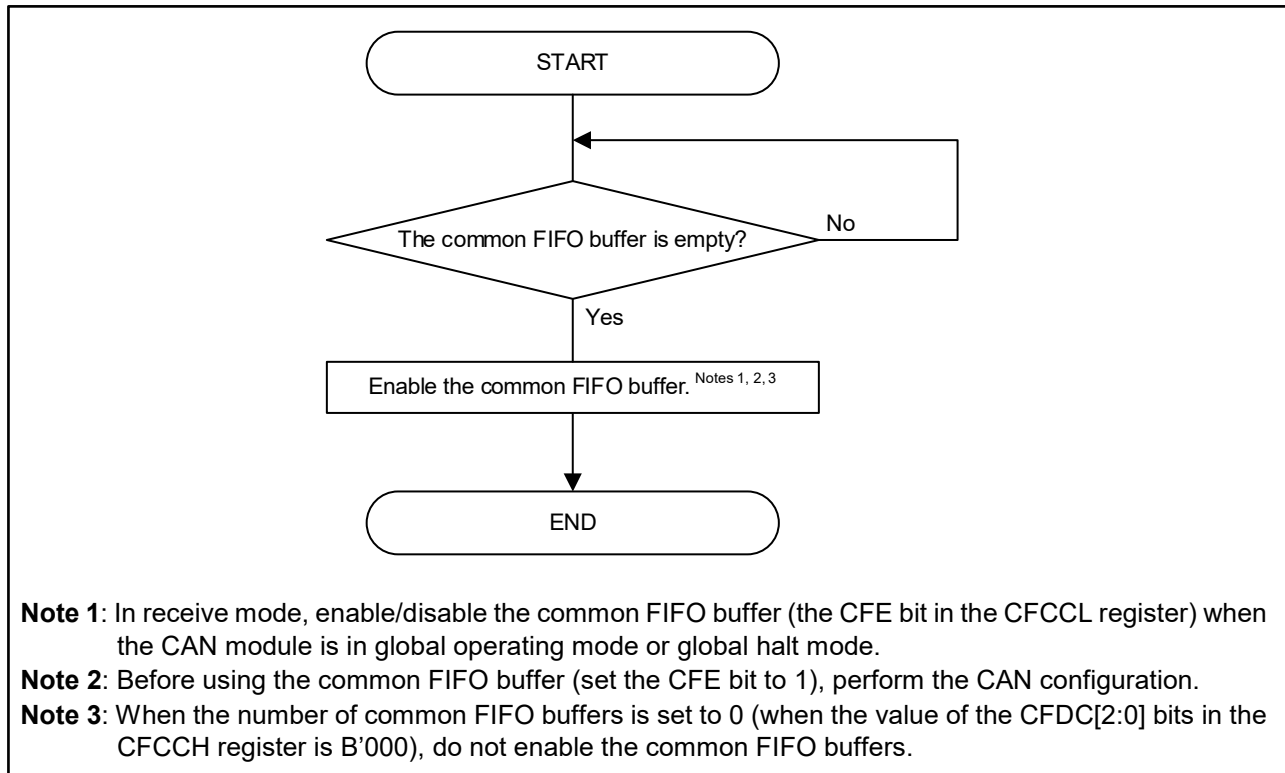 START
The common FIFO buffer is empty?
No
Yes
Enable the common FIFO buffer. Notes 1, 2, 3
END
Note 1: In receive mode, enable/disable the common FIFO buffer (the CFE bit in the CFCCL register) when
the CAN module is in global operating mode or global halt mode.
Note 2: Before using the common FIFO buffer (set the CFE bit to 1), perform the CAN configuration.
Note 3: When the number of common FIFO buffers is set to 0 (when the value of the CFDC[2:0] bits in the
CFCCH register is B’000), do not enable the common FIFO buffers.